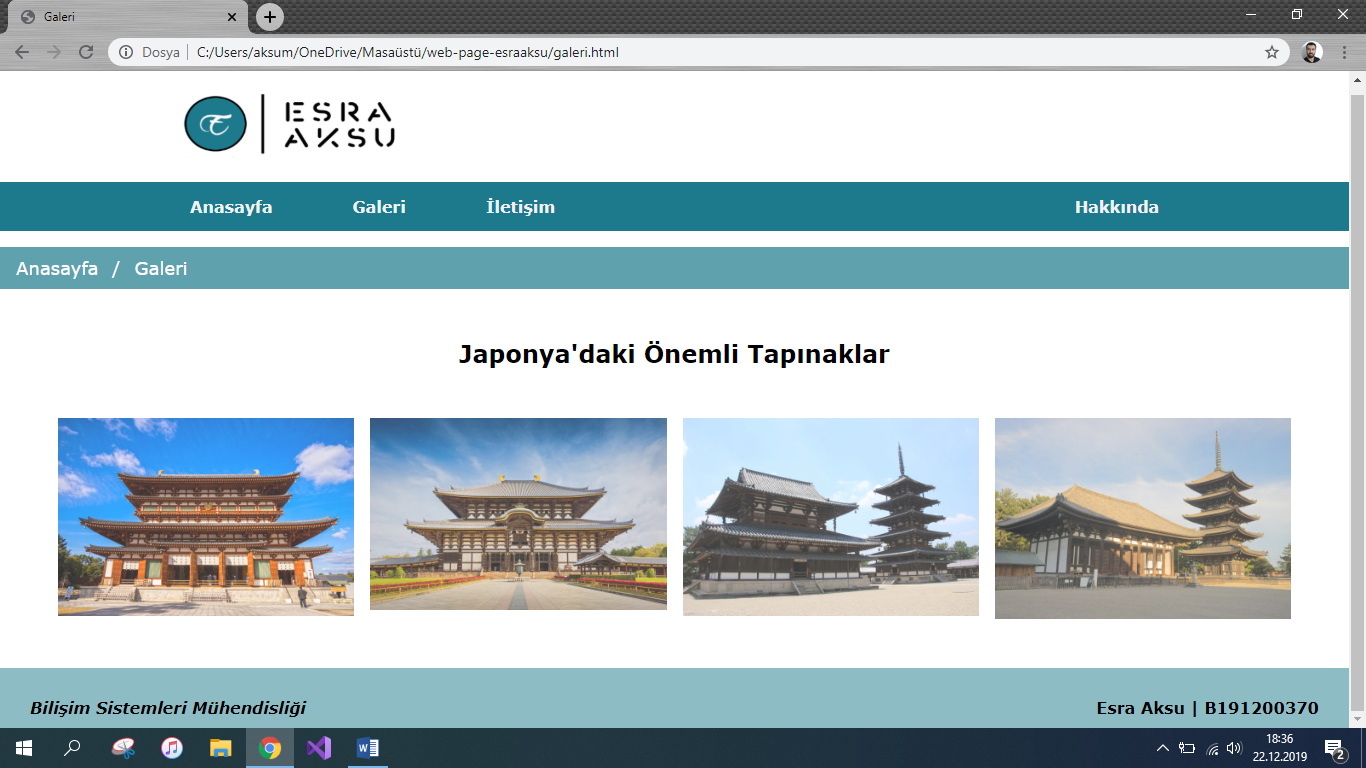 Galeri
Dosya C:/Users/aksum/OneDrive/Masaüstü/web-page-esraaksu/galeri.html
E ESRA
AKSU
Anasayfa Galeri İletişim Hakkında
Anasayfa / Galeri
Japonya'daki Önemli Tapınaklar
Bilişim Sistemleri Mühendisliği Esra Aksu | B191200370
18:36
22.12.2019
2